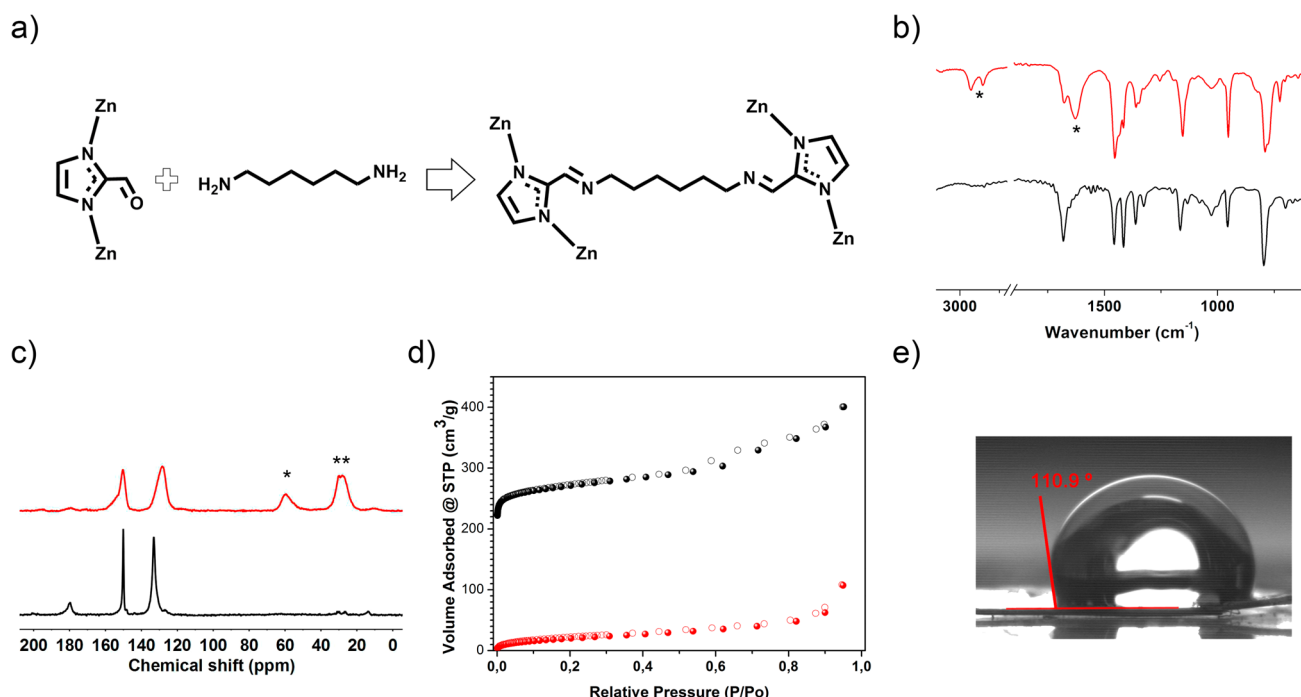 a)
Zn
N
N
O
Zn
H2N
NH2
Zn
N
N
N
Zn
N
N
N
Zn
Zn
b)
*
*
3000
1500
1000
Wavenumber (cm-1)
c)
*
**
200 180 160 140 120 100 80 60 40 20 0
Chemical shift (ppm)
d)
Volume Adsorbed @ STP (cm3/g)
400
300
200
100
0
0,0 0,2 0,4 0,6 0,8 1,0
Relative Pressure (P/Po)
e)
110.9 º